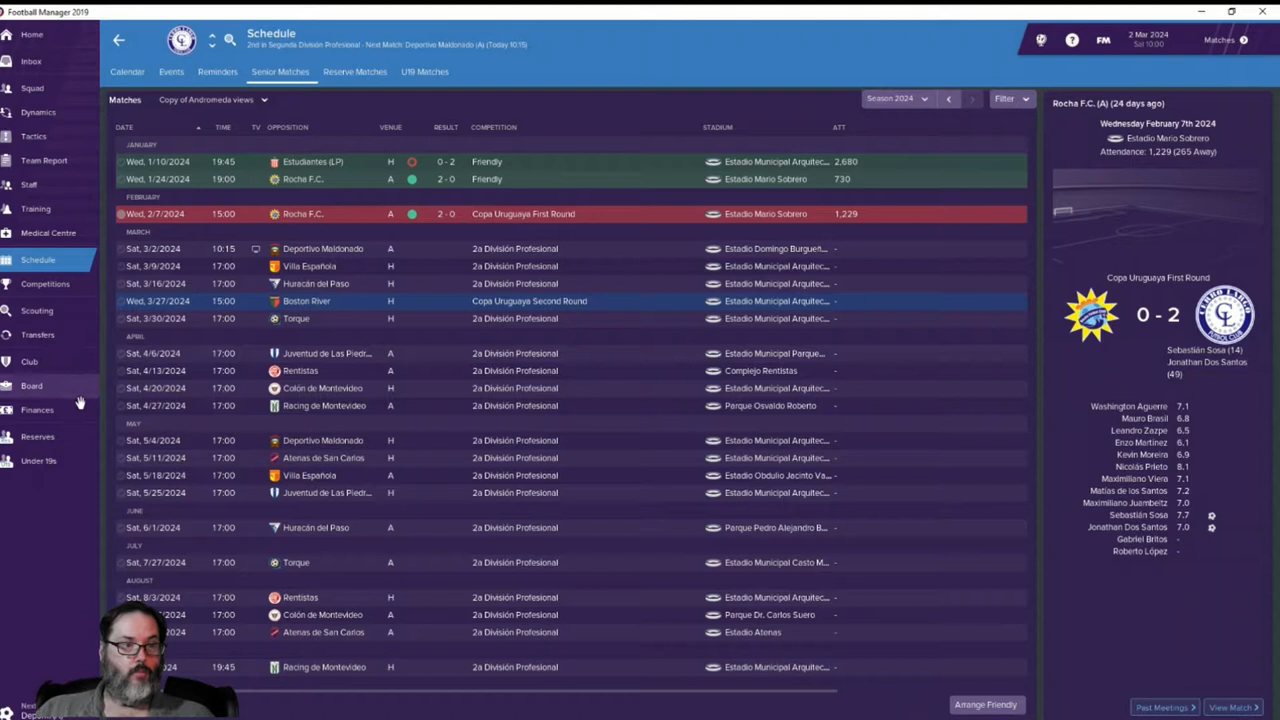 Football Manager 2019
Home
Inbox
Squad
Dynamics
Tactics
Team Report
Staff
Training
Medical Centre
Schedule
Competitions
Scouting
Transfers
Club
Board
Finances
Reserves
Under 19s
Schedule
2nd in Segunda División Profesional - Next Match: Deportivo Maldonado (A) (Today 10:15)
FM
2 Mar 2024
Sat 10:00
Matches
Calendar Events Reminders Senior Matches Reserve Matches U19 Matches
Matches Copy of Andromeda views Season 2024 Filter
DATE TIME TV OPPOSITION VENUE RESULT COMPETITION STADIUM ATT
JANUARY
Wed, 1/10/2024 19:45 Estudiantes (LP) H 0 - 2 Friendly Estadio Municipal Arquitec... 2,680
Wed, 1/24/2024 19:00 Rocha F.C. A 2 - 0 Friendly Estadio Mario Sobrero 730
FEBRUARY
Wed, 2/7/2024 15:00 Rocha F.C. A 2 - 0 Copa Uruguaya First Round Estadio Mario Sobrero 1,229
MARCH
Sat, 3/2/2024 10:15 Deportivo Maldonado A 2a División Profesional Estadio Domingo Burgueñ... -
Sat, 3/9/2024 17:00 Villa Española H 2a División Profesional Estadio Municipal Arquitec... -
Sat, 3/16/2024 17:00 Huracán del Paso H 2a División Profesional Estadio Municipal Arquitec... -
Wed, 3/27/2024 15:00 Boston River H Copa Uruguaya Second Round Estadio Municipal Arquitec... -
Sat, 3/30/2024 17:00 Torque H 2a División Profesional Estadio Municipal Arquitec... -
APRIL
Sat, 4/6/2024 17:00 Juventud de Las Piedr... A 2a División Profesional Estadio Municipal Parque... -
Sat, 4/13/2024 17:00 Rentistas A 2a División Profesional Complejo Rentistas -
Sat, 4/20/2024 17:00 Colón de Montevideo H 2a División Profesional Estadio Municipal Arquitec... -
Sat, 4/27/2024 17:00 Racing de Montevideo A 2a División Profesional Parque Osvaldo Roberto -
MAY
Sat, 5/4/2024 17:00 Deportivo Maldonado H 2a División Profesional Estadio Municipal Arquitec... -
Sat, 5/11/2024 17:00 Atenas de San Carlos H 2a División Profesional Estadio Municipal Arquitec... -
Sat, 5/18/2024 17:00 Villa Española A 2a División Profesional Estadio Obdulio Jacinto Va... -
Sat, 5/25/2024 17:00 Juventud de Las Piedr... H 2a División Profesional Estadio Municipal Arquitec... -
JUNE
Sat, 6/1/2024 17:00 Huracán del Paso A 2a División Profesional Parque Pedro Alejandro B... -
JULY
Sat, 7/27/2024 17:00 Torque A 2a División Profesional Estadio Municipal Casto M... -
AUGUST
Sat, 8/3/2024 17:00 Rentistas H 2a División Profesional Estadio Municipal Arquitec... -
17:00 Colón de Montevideo A 2a División Profesional Parque Dr. Carlos Suero -
17:00 Atenas de San Carlos A 2a División Profesional Estadio Atenas -
19:45 Racing de Montevideo H 2a División Profesional Estadio Municipal Arquitec... -
Arrange Friendly
Rocha F.C. (A) (24 days ago)
Wednesday February 7th 2024
Estadio Mario Sobrero
Attendance: 1,229 (265 Away)
Copa Uruguaya First Round
0 - 2
CERRO LARGO
CL
Sebastián Sosa (14)
Jonathan Dos Santos
(49)
Washington Aguerre 7.1
Mauro Brasil 6.8
Leandro Zazpe 6.5
Enzo Martínez 6.1
Kevin Moreira 6.9
Nicolás Prieto 8.1
Maximiliano Viera 7.1
Matías de los Santos 7.2
Maximiliano Juambeltz 7.0
Sebastián Sosa 7.7
Jonathan Dos Santos 7.0
Gabriel Britos -
Roberto López -
Past Meetings View Match